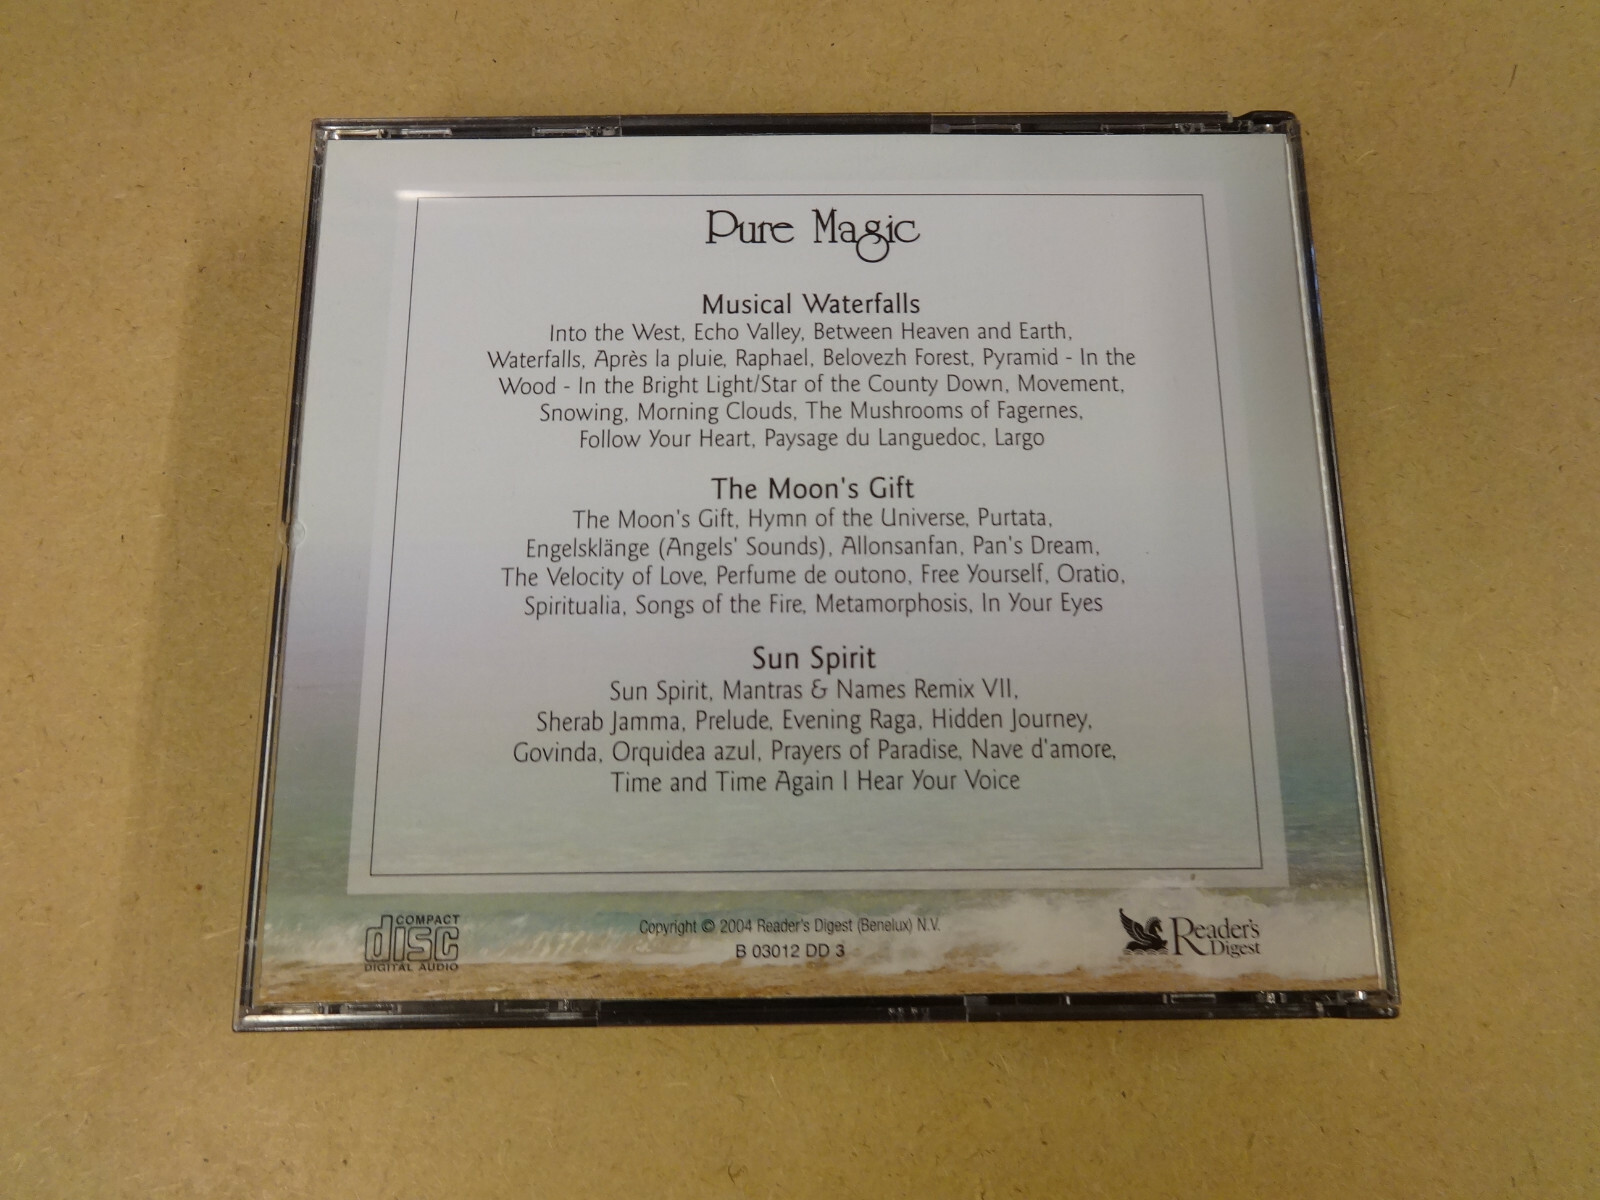 Pure Magic
Musical Waterfalls
Into the West, Echo Valley, Between Heaven and Earth,
Waterfalls, Après la pluie, Raphael, Belovezh Forest, Pyramid - In the
Wood - In the Bright Light/Star of the County Down, Movement,
Snowing, Morning Clouds, The Mushrooms of Fagernes,
Follow Your Heart, Paysage du Languedoc, Largo
The Moon's Gift
The Moon's Gift, Hymn of the Universe, Purtata,
Engelsklänge (Angels' Sounds), Allonsanfan, Pan's Dream,
The Velocity of Love, Perfume de outono, Free Yourself, Oratio,
Spiritualia, Songs of the Fire, Metamorphosis, In Your Eyes
Sun Spirit
Sun Spirit, Mantras & Names Remix VII,
Sherab Jamma, Prelude, Evening Raga, Hidden Journey,
Govinda, Orquidea azul, Prayers of Paradise, Nave d'amore,
Time and Time Again I Hear Your Voice
COMPACT
disc
DIGITAL AUDIO
Copyright © 2004 Reader's Digest (Benelux) N.V.
B 03012 DD 3
Reader's
Digest